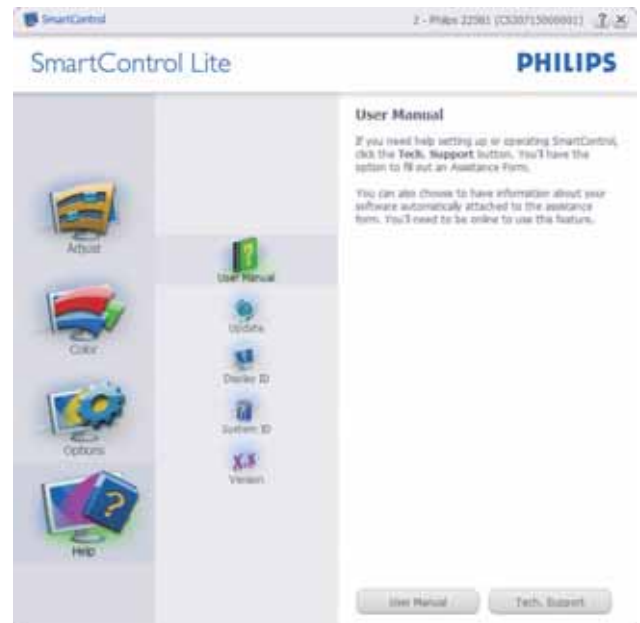 SmartControl
2 - Philips 225B1
SmartControl Lite
PHILIPS
User Manual
If you need help setting up or operating SmartControl,
click the Tech. Support button. You'll have the
option to fill out an Assistance Form.
You can also choose to have information about your
software automatically attached to the assistance
form. You'll need to be online to use this feature.
Adjust
Color
Options
Help
User Manual
Update
Display ID
System ID
Version
User Manual
Tech. Support